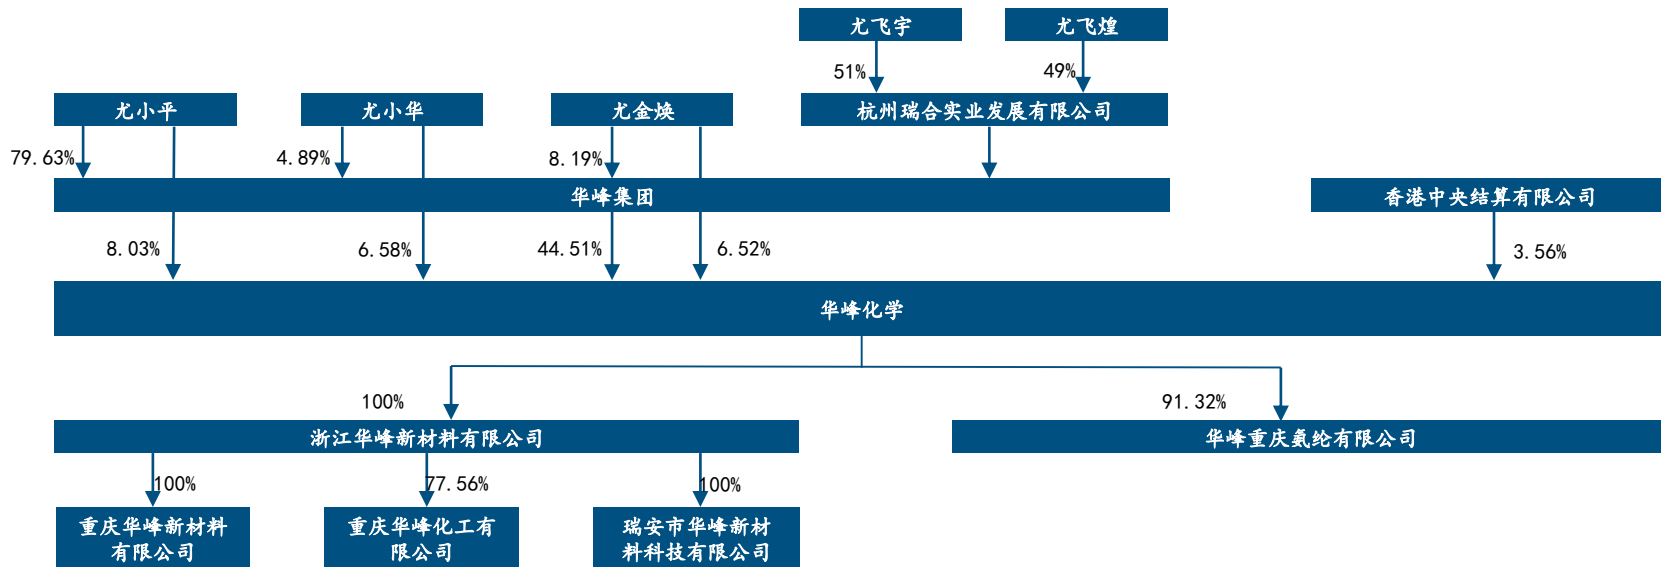 尤飞宇
尤飞煌
51%
49%
尤小平
尤小华
尤金焕
杭州瑞合实业发展有限公司
79.63%
4.89%
8.19%
华峰集团
香港中央结算有限公司
8.03%
6.58%
44.51%
6.52%
3.56%
华峰化学
100%
91.32%
浙江华峰新材料有限公司
华峰重庆氨纶有限公司
100%
77.56%
100%
重庆华峰新材料
有限公司
重庆华峰化工有
限公司
瑞安市华峰新材
料科技有限公司